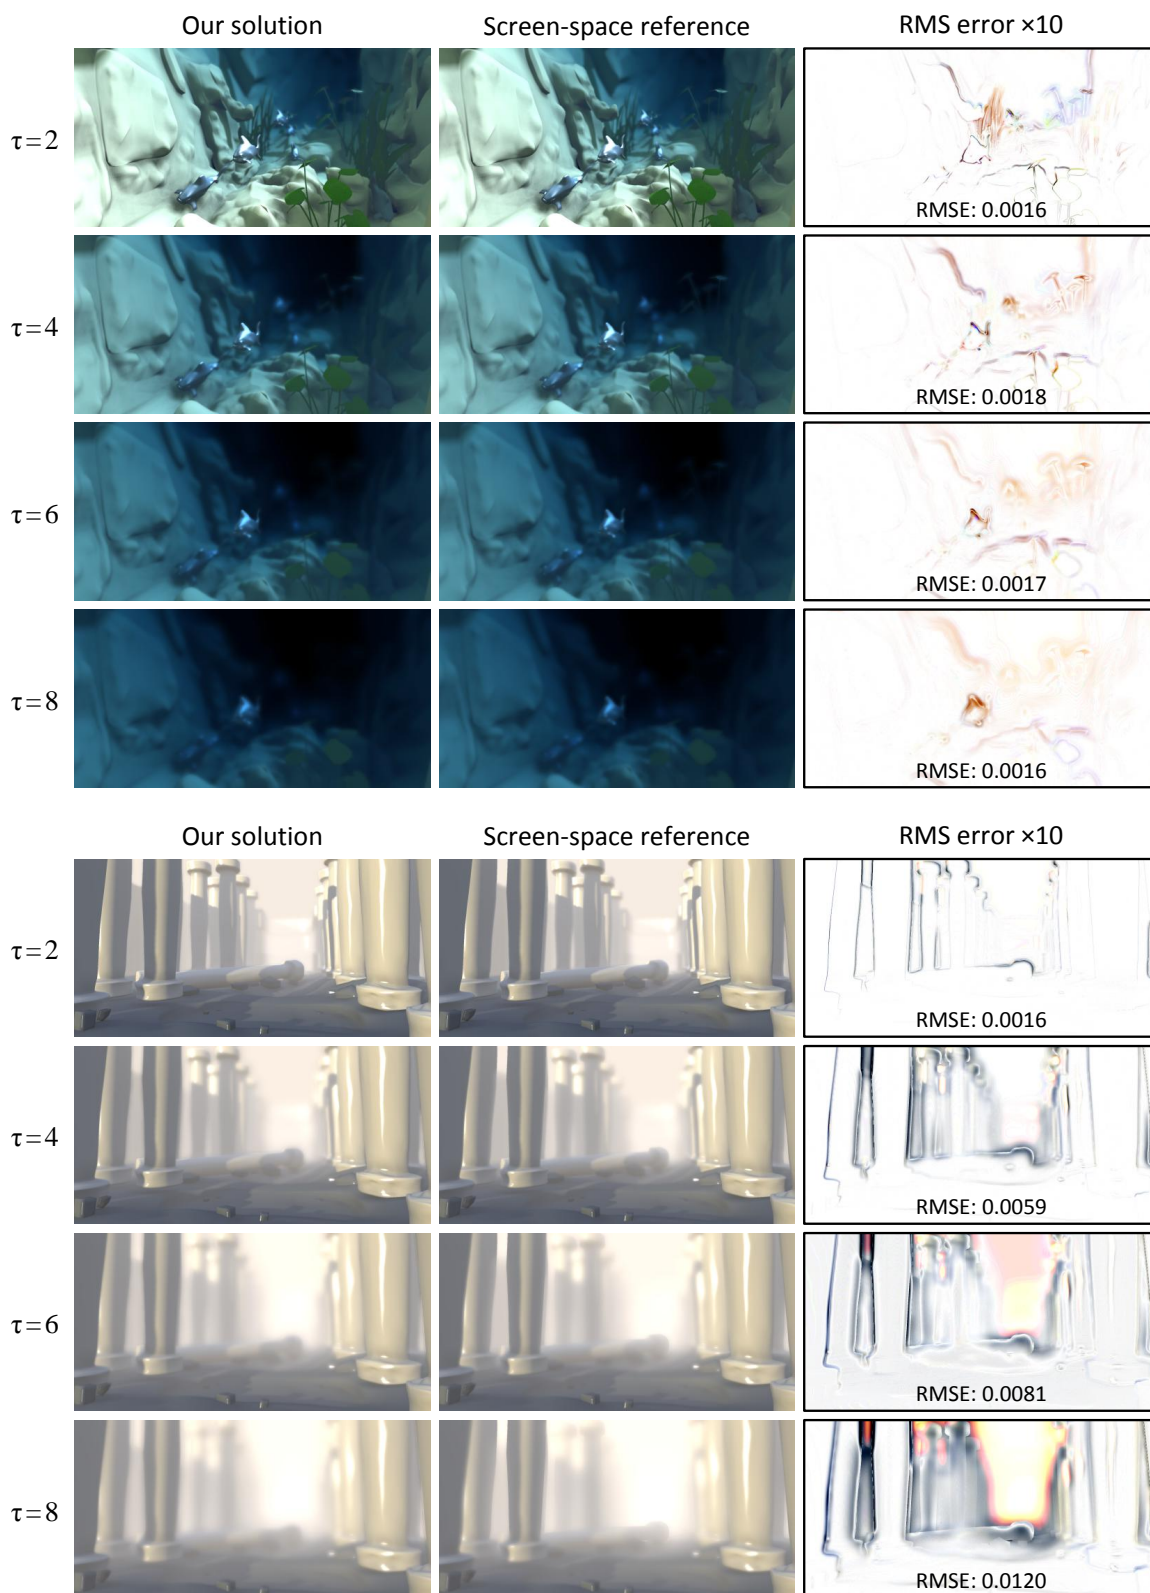 Our solution Screen-space reference RMS error ×10
τ=2
RMSE: 0.0016
τ=4
RMSE: 0.0018
τ=6
RMSE: 0.0017
τ=8
RMSE: 0.0016
Our solution Screen-space reference RMS error ×10
τ=2
RMSE: 0.0016
τ=4
RMSE: 0.0059
τ=6
RMSE: 0.0081
τ=8
RMSE: 0.0120